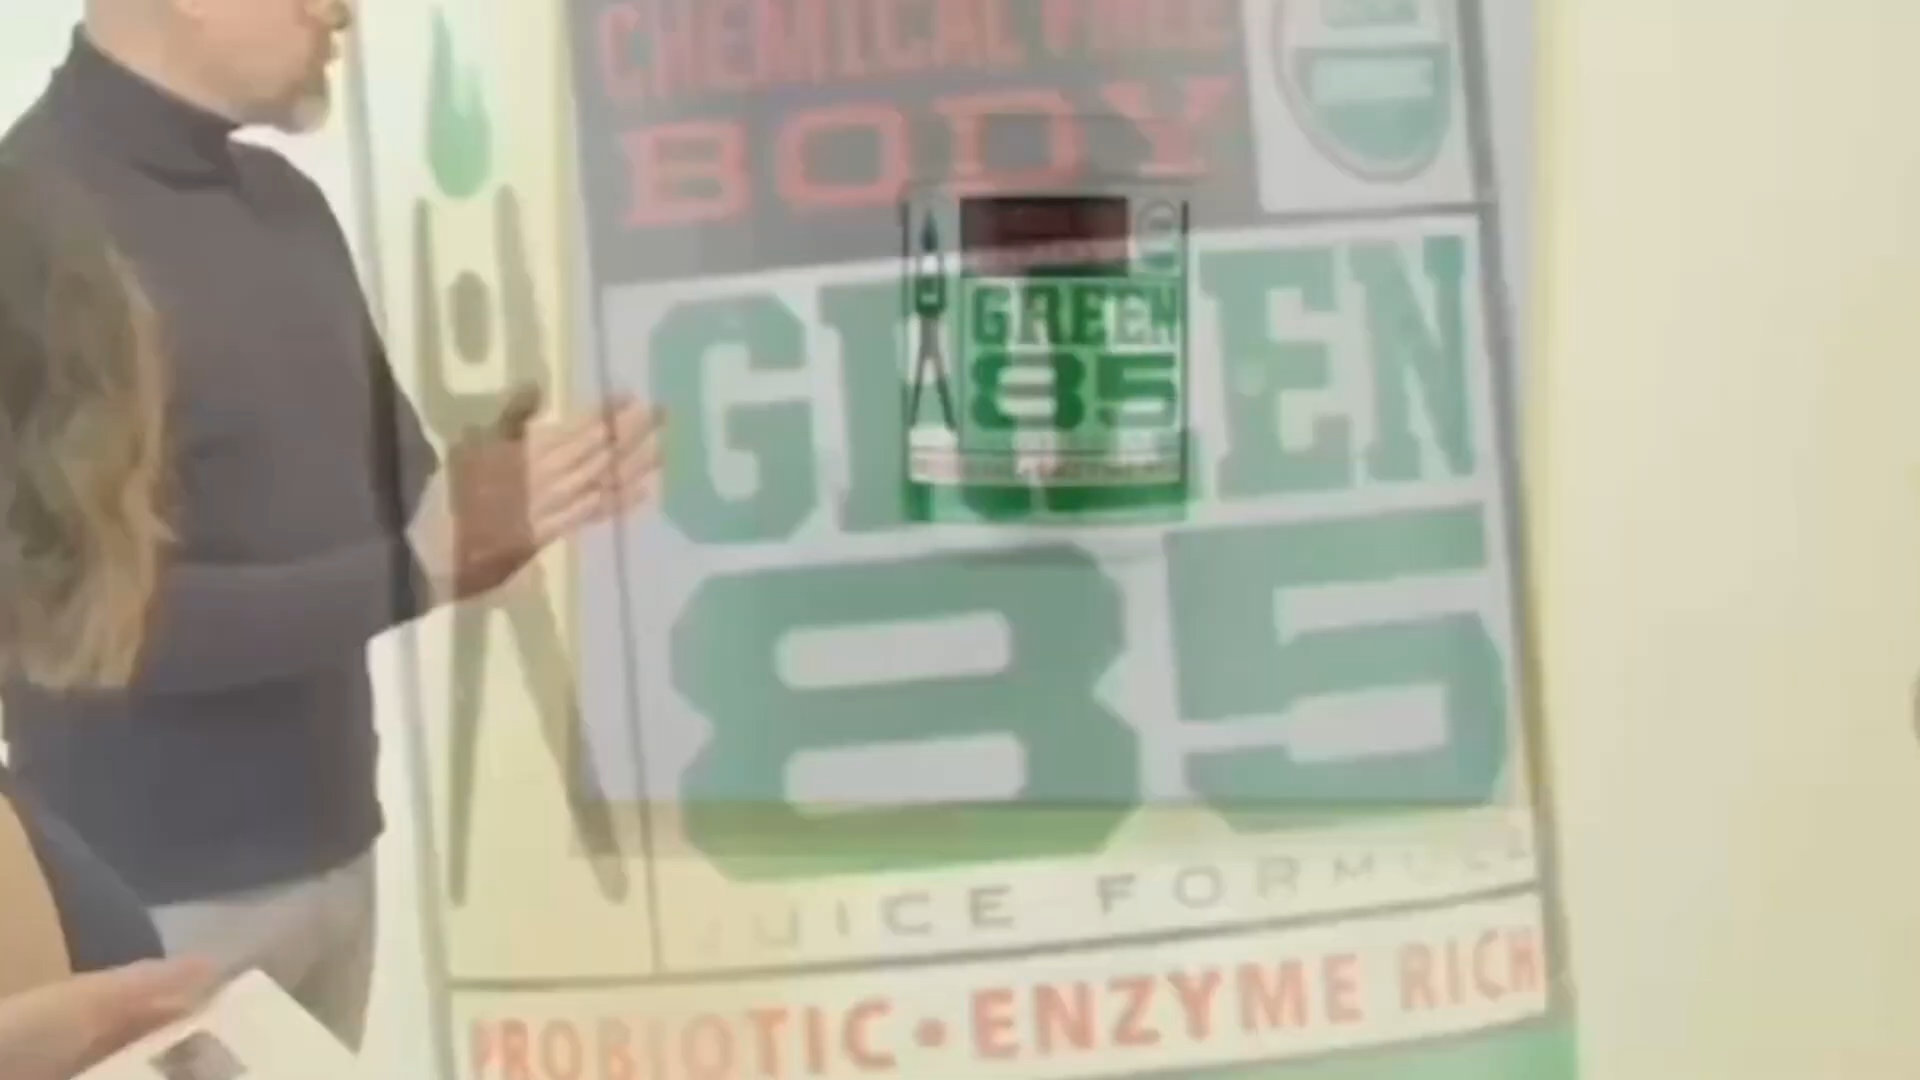 CHEMICAL FREE
BODY
GREEN
85
JUICE FORMULA
PROBIOTIC • ENZYME RICH
GREEN
85